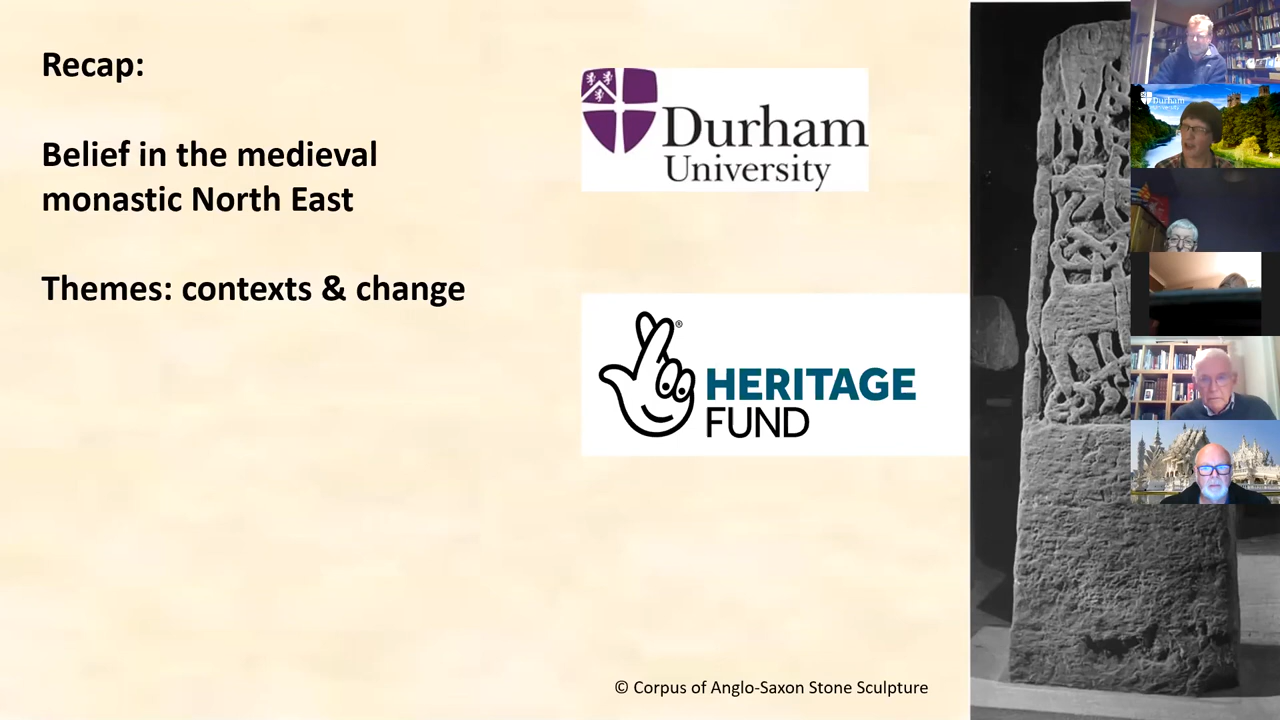 Recap:
Belief in the medieval
monastic North East
Themes: contexts & change
Durham
University
®
HERITAGE
FUND
© Corpus of Anglo-Saxon Stone Sculpture
Durham